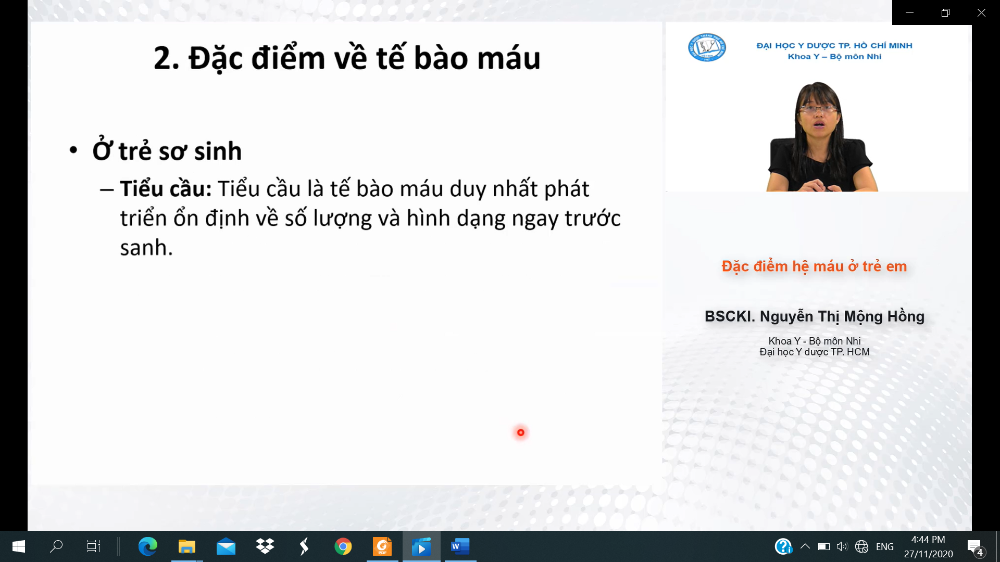 2. Đặc điểm về tế bào máu
• Ở trẻ sơ sinh
– Tiểu cầu: Tiểu cầu là tế bào máu duy nhất phát
triển ổn định về số lượng và hình dạng ngay trước
sanh.
ĐẠI HỌC Y DƯỢC TP. HỒ CHÍ MINH
Khoa Y – Bộ môn Nhi
Đặc điểm hệ máu ở trẻ em
BSCKI. Nguyễn Thị Mộng Hồng
Khoa Y - Bộ môn Nhi
Đại học Y dược TP. HCM
PDF
W
ENG
4:44 PM
27/11/2020
4